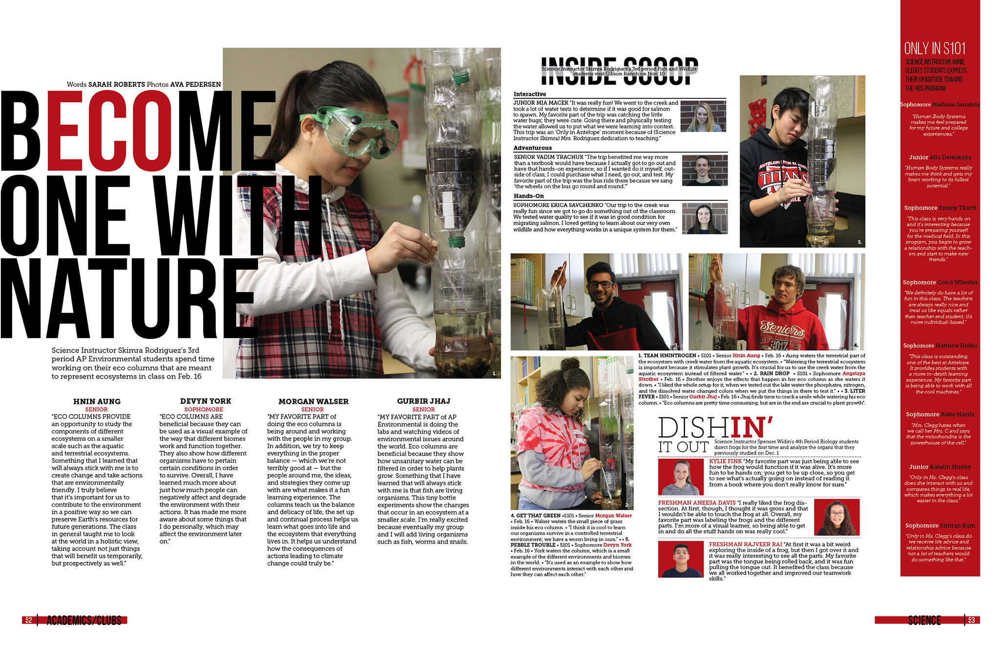 Words SARAH ROBERTS Photos AVA PEDERSEN
BECOME
ONE WITH
NATURE
Science Instructor Skimra Rodriguez's 3rd
period AP Environmental students spend time
working on their eco columns that are meant
to represent ecosystems in class on Feb. 16
1.
HNIN AUNG
SENIOR
"ECO COLUMNS PROVIDE
an opportunity to study the
components of different
ecosystems on a smaller
scale such as the aquatic
and terrestrial ecosystems.
Something that I learned that
will always stick with me is to
create change and take actions
that are environmentally
friendly. I truly believe
that it's important for us to
contribute to the environment
in a positive way so we can
preserve Earth's resources for
future generations. The class
in general taught me to look
at the world in a holistic view,
taking account not just things
that will benefit us temporarily,
but prospectively as well."
DEVYN YORK
SOPHOMORE
"ECO COLUMNS ARE
beneficial because they can
be used as a visual example of
the way that different biomes
work and function together.
They also show how different
organisms have to pertain
certain conditions in order
to survive. Overall, I have
learned much more about
just how much people can
negatively affect and degrade
the environment with their
actions. It has made me more
aware about some things that
I do personally, which may
affect the environment later
on."
MORGAN WALSER
SENIOR
"MY FAVORITE PART of
doing the eco columns is
being around and working
with the people in my group.
In addition, we try to keep
everything in the proper
balance — which we're not
terribly good at — but the
people around me, the ideas,
and strategies they come up
with are what makes it a fun
learning experience. The
columns teach us the balance
and delicacy of life, the set up
and continual process helps us
learn what goes into life and
the ecosystem that everything
lives in. It helps us understand
how the consequences of
actions leading to climate
change could truly be."
GURBIR JHAJ
SENIOR
"MY FAVORITE PART of AP
Environmental is doing the
labs and watching videos of
environmental issues around
the world. Eco columns are
beneficial because they show
how unsanitary water can be
filtered in order to help plants
grow. Something that I have
learned that will always stick
with me is that fish are living
organisms. This tiny bottle
experiments show the changes
that occur in an ecosystem at a
smaller scale. I'm really excited
because eventually my group
and I will add living organisms
such as fish, worms and snails.
52 | ACADEMICS/CLUBS
INSIDE SCOOP
Science Instructor Skimra Rodriguez's 3rd period Fish and Wildlife
students visit Gibson Ranch on Nov. 10
Interactive
JUNIOR MIA MACEK "It was really fun! We went to the creek and
took a lot of water tests to determine if it was good for salmon
to spawn. My favorite part of the trip was catching the little
water bugs; they were cute. Going there and physically testing
the water allowed us to put what we were learning into context.
This trip was an 'Only in Antelope' moment because of (Science
Instructor Skimra) Mrs. Rodriguez dedication to teaching."
Adventurous
SENIOR VADIM TRACHUK "The trip benefited me way more
than a textbook would have because I actually got to go out and
have that hands-on experience; so if I wanted do it myself, out-
side of class, I could purchase what I need, go out, and test. My
favorite part of the trip was the bus ride there because we sang
'the wheels on the bus go round and round.'"
Hands-On
SOPHOMORE ERICA SAVCHENKO "Our trip to the creek was
really fun since we got to go do something out of the classroom.
We tested water quality to see if it was in good condition for
migrating salmon. I loved getting to learn about our very own
wildlife and how everything works in a unique system for them."
ANTELOPE HIGH SCHOOL
TITANS
5.
3.
Seniors
THE END OF THE BEGINNING
2017
4.
2.
1. TEAM HNINTROGEN • S101 • Senior Hnin Aung • Feb. 16 • Aung waters the terrestrial part of
the ecosystem with creek water from the aquatic ecosystem. • "Watering the terrestrial ecosystem
is important because it stimulates plant growth. It's crucial for us to use the creek water from the
aquatic ecosystem instead of filtered water." • • 2. RAIN DROP • S101 • Sophomore Angelaya
Strother • Feb. 16 • Strother enjoys the effects that happen in her eco column as she waters it
down. • "I liked the whole setup for it, when we tested out the lake water the phosphates, nitrogen,
and the dissolved water changed colors when we put the things in there to test it." • • 3. LITER
FEVER • S101 • Senior Gurbir Jhaj • Feb. 16 • Jhaj finds time to crack a smile while watering his eco
column. • "Eco columns are pretty time consuming, but are in the end are crucial to plant growth".
4. GET THAT GREEN •S101 • Senior Morgan Walser
• Feb. 16 • Walser waters the small piece of grass
inside his eco column. • "I think it is cool to learn
our organisms survive in a controlled terrestrial
environment; we have a worm living in ours." • • 5.
PEBBLE TROUBLE • S101 • Sophomore Devyn York
• Feb. 16 • York waters the column, which is a small
example of the different environments and biomes
in the world. • "It's used as an example to show how
different environments interact with each other and
how they can affect each other."
DISHIN'
IT OUT
Science Instructor Spenser Widin's 4th Period Biology students
disect frogs for the first time and analyze the organs that they
previously studied on Dec. 1
KYLIE FINK "My favorite part was just being able to see
how the frog would function if it was alive. It's more
fun to be hands on; you get to be up close, so you get
to see what's actually going on instead of reading it
from a book where you don't really know for sure."
FRESHMAN ANEESA DAVIS "I really liked the frog dis-
section. At first, though, I thought it was gross and that
I wouldn't be able to touch the frog at all. Overall, my
favorite part was labeling the frogs and the different
parts. I'm more of a visual learner, so being able to get
in and do all the stuff hands on was really cool."
FRESHMAN RAJVEER RAI "At first it was a bit weird
exploring the inside of a frog, but then I got over it and
it was really interesting to see all the parts. My favorite
part was the tongue being rolled back, and it was fun
pulling the tongue out. It benefited the class because
we all worked together and improved our teamwork
skills."
ONLY IN S101
SCIENCE INSTRUCTOR ANNIE
CLEGG'S STUDENTS EXPRESS
THEIR GRADITUDE TOWARD
THE HBS PROGRAM
Sophomore Madison Sanabria
"Human Body Systems
makes me feel prepared
for my future and college
experiences."
Junior Alla Demskaya
"Human Body Systems really
makes me think and gets my
brain working to its fullest
potential."
Sophomore Emmy Tkach
"This class is very hands on
and it's interesting because
you're preparing yourself
for the medical field. In this
program, you begin to grow
a relationship with the teach-
ers and start to make new
friends."
Sophomore Coral Wheeler
"We definitely do have a lot of
fun in this class. The teachers
are always really nice and
treat us like equals rather
than teacher and student; it's
more individual-based."
Sophomore Matthew Hubbs
"This class is outstanding,
one of the best at Antelope.
It provides students with
a more in-depth learning
experience. My favorite part
is being able to work with all
the cool machines."
Sophomore Kobe Harris
"Mrs. Clegg hates when
we call her Mrs. C and says
that the mitochondria is the
powerhouse of the cell."
Junior Katelin Hurley
"Only in Ms. Clegg's class
does she interact with us and
compares things to real life,
which makes everything a lot
easier in the class."
Sophomore Simran Ram
"Only in Ms. Clegg's class do
we receive life advice and
relationship advice because
not a lot of teachers would
do something like that."
SCIENCE | 53